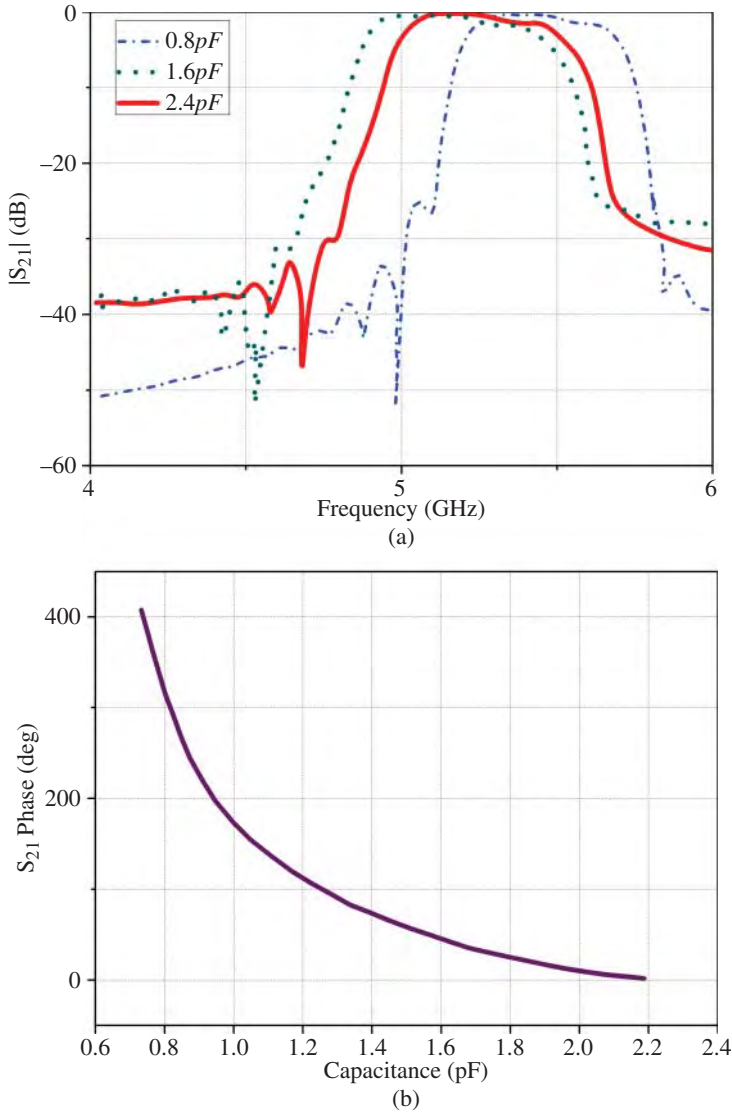 0
0.8pF
1.6pF
2.4pF
−20
−40
−60
|S21| (dB)
4
5
6
Frequency (GHz)
(a)
400
200
0
S21 Phase (deg)
0.6
0.8
1.0
1.2
1.4
1.6
1.8
2.0
2.2
2.4
Capacitance (pF)
(b)